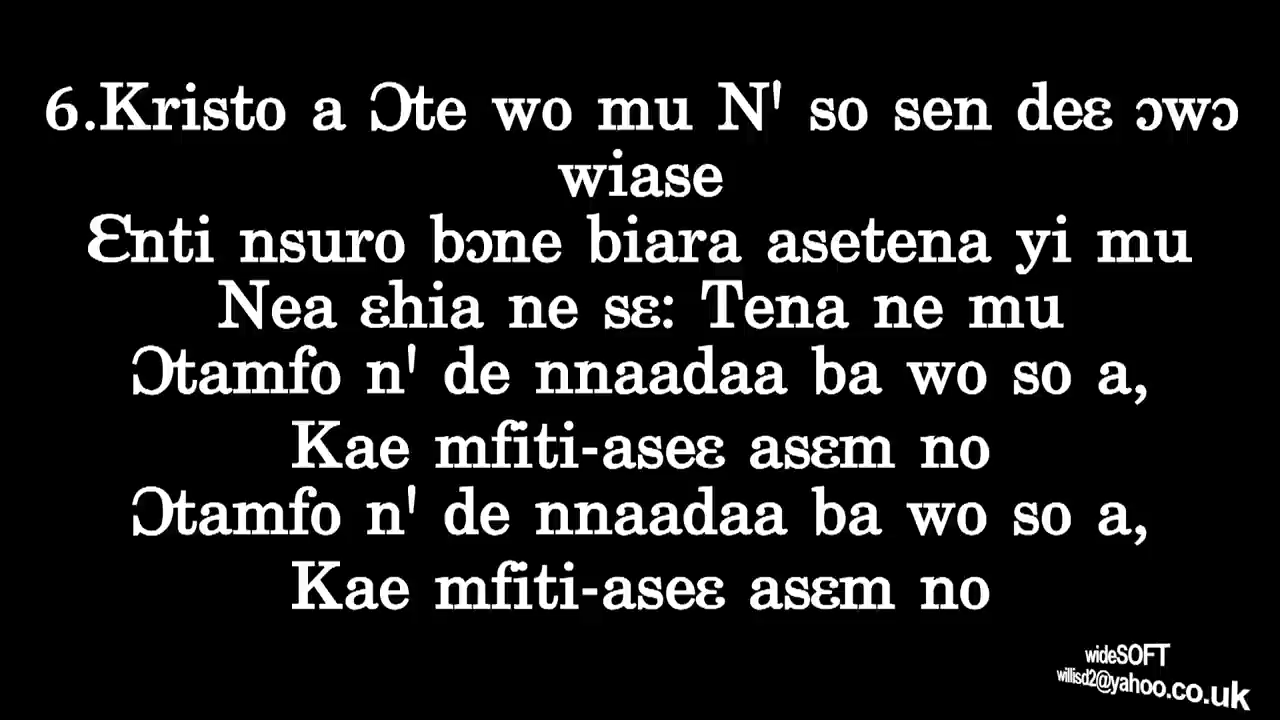 6.Kristo a Ɔte wo mu N' so sen deɛ ɔwɔ
wiase
Ɛnti nsuro bɔne biara asetena yi mu
Nea ɛhia ne sɛ: Tena ne mu
Ɔtamfo n' de nnaadaa ba wo so a,
Kae mfiti-aseɛ asɛm no
Ɔtamfo n' de nnaadaa ba wo so a,
Kae mfiti-aseɛ asɛm no
wideSOFT
willisd2@yahoo.co.uk